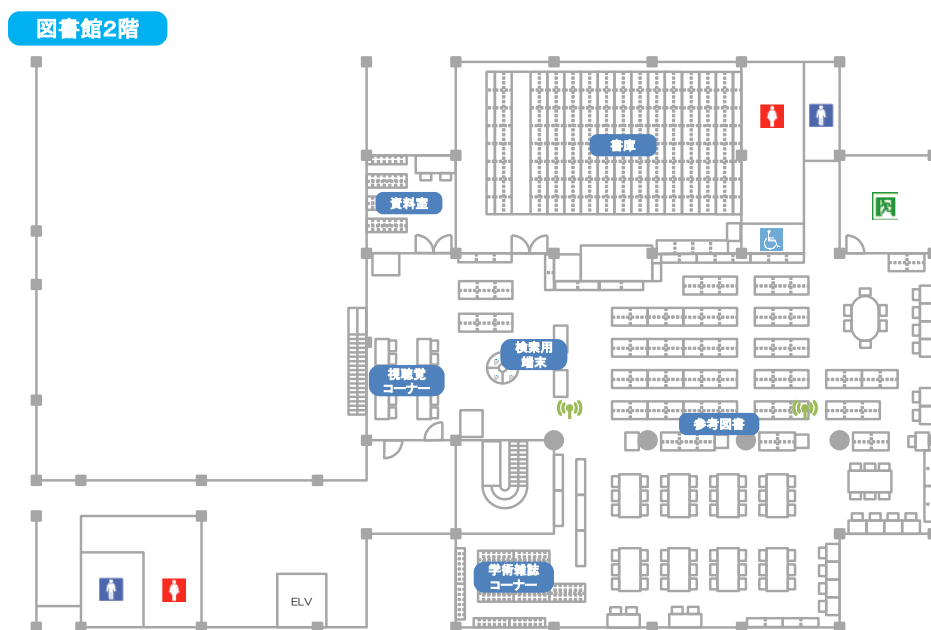 図書館2階
書庫
資料室
検索用
端末
視聴覚
コーナー
参考図書
学術雑誌
コーナー
ELV